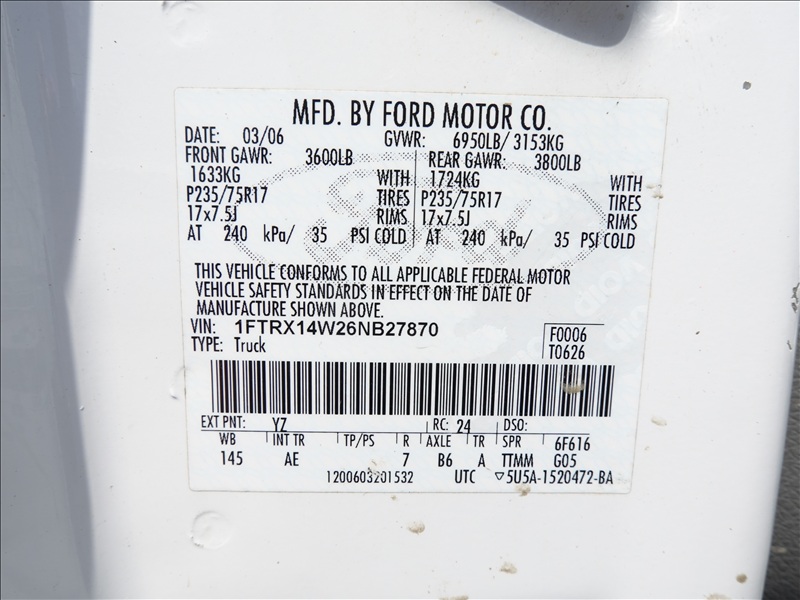 MFD. BY FORD MOTOR CO.
DATE: 03/06 GVWR: 6950LB/ 3153KG
FRONT GAWR: 3600LB REAR GAWR: 3800LB
1633KG WITH 1724KG WITH
P235/75R17 TIRES P235/75R17 TIRES
17x7.5J RIMS 17x7.5J RIMS
AT 240 kPa/ 35 PSI COLD AT 240 kPa/ 35 PSI COLD
THIS VEHICLE CONFORMS TO ALL APPLICABLE FEDERAL MOTOR
VEHICLE SAFETY STANDARDS IN EFFECT ON THE DATE OF
MANUFACTURE SHOWN ABOVE.
VIN: 1FTRX14W26NB27870 F0006
TYPE: Truck T0626
EXT PNT: YZ RC: 24 DSO:
WB INT TR TP/PS R AXLE TR SPR 6F616
145 AE 7 B6 A TTMM G05
1200603201532 UTC ▽5U5A-1520472-BA